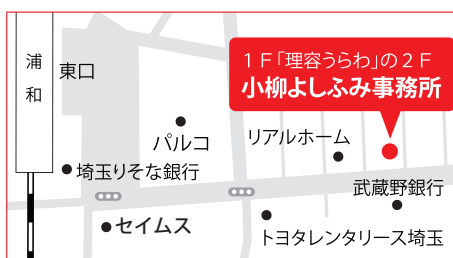 1F「理容うらわ」の2F
小柳よしふみ事務所
浦和
東口
パルコ
リアルホーム
埼玉りそな銀行
武蔵野銀行
セイムス
トヨタレンタリース埼玉